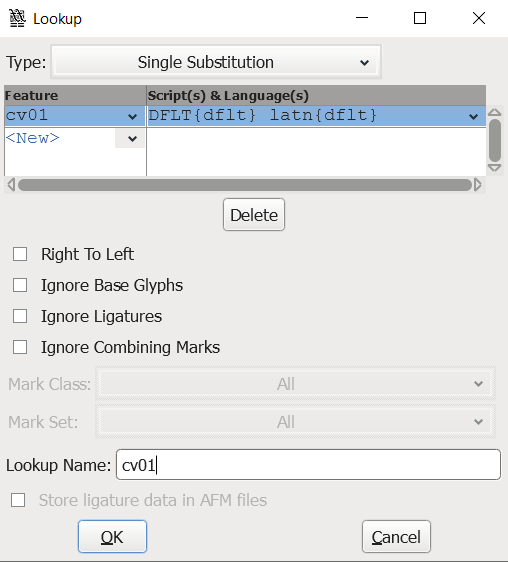 Lookup
Type: Single Substitution
Feature Script(s) & Language(s)
cv01 DFLT{dflt} latn{dflt}
<New>
Delete
Right To Left
Ignore Base Glyphs
Ignore Ligatures
Ignore Combining Marks
Mark Class: All
Mark Set: All
Lookup Name: cv01
Store ligature data in AFM files
OK Cancel